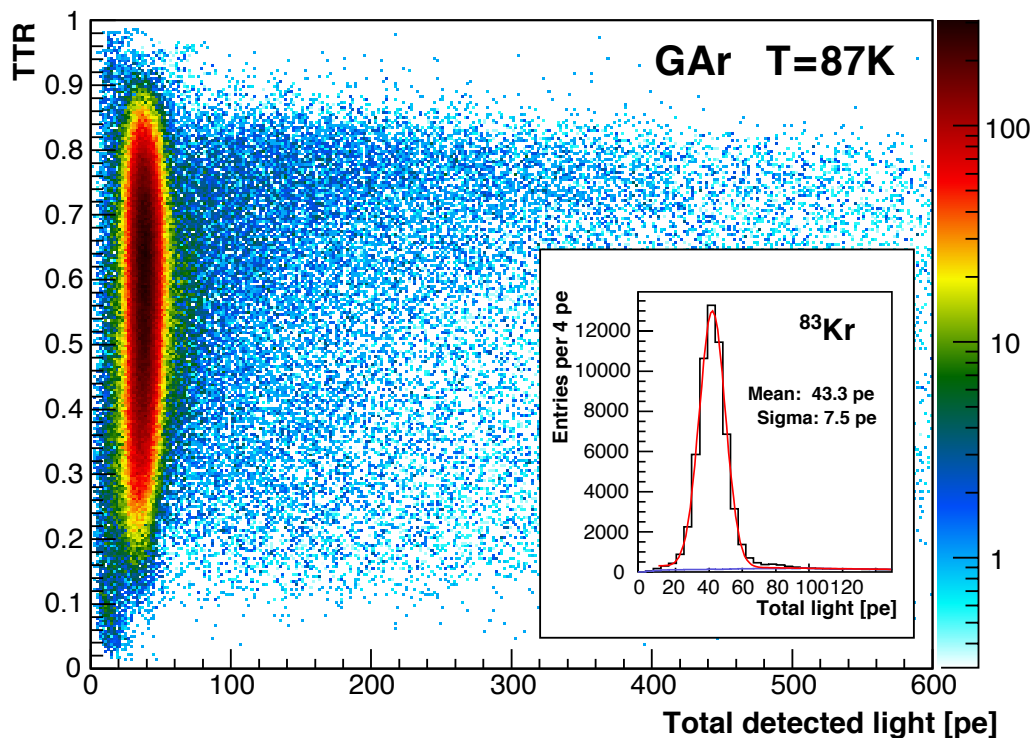 GAr T=87K
TTR
1
0.9
0.8
0.7
0.6
0.5
0.4
0.3
0.2
0.1
0
0 100 200 300 400 500 600
Total detected light [pe]
100
10
1
83Kr
Mean: 43.3 pe
Sigma: 7.5 pe
Entries per 4 pe
12000
10000
8000
6000
4000
2000
0
0 20 40 60 80 100 120
Total light [pe]